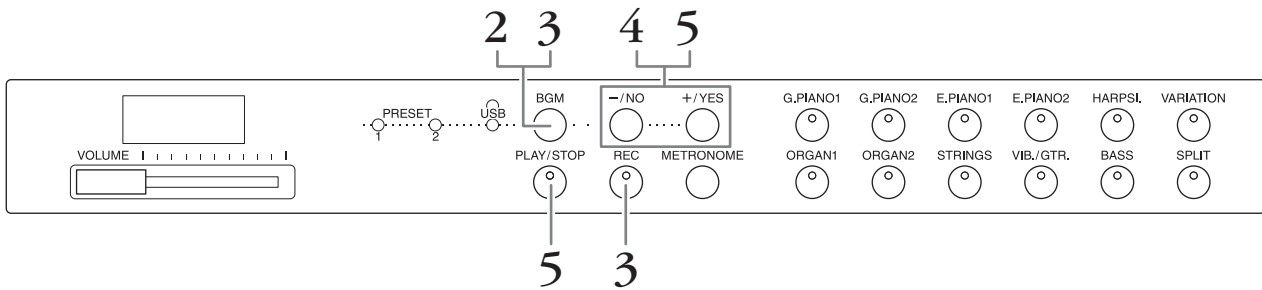 2 3 4 5
BGM -/NO +/YES G.PIANO1 G.PIANO2 E.PIANO1 E.PIANO2 HARPSI. VARIATION
PRESET USB
1 2
VOLUME PLAY/STOP REC METRONOME ORGAN1 ORGAN2 STRINGS VIB./GTR. BASS SPLIT
5 3